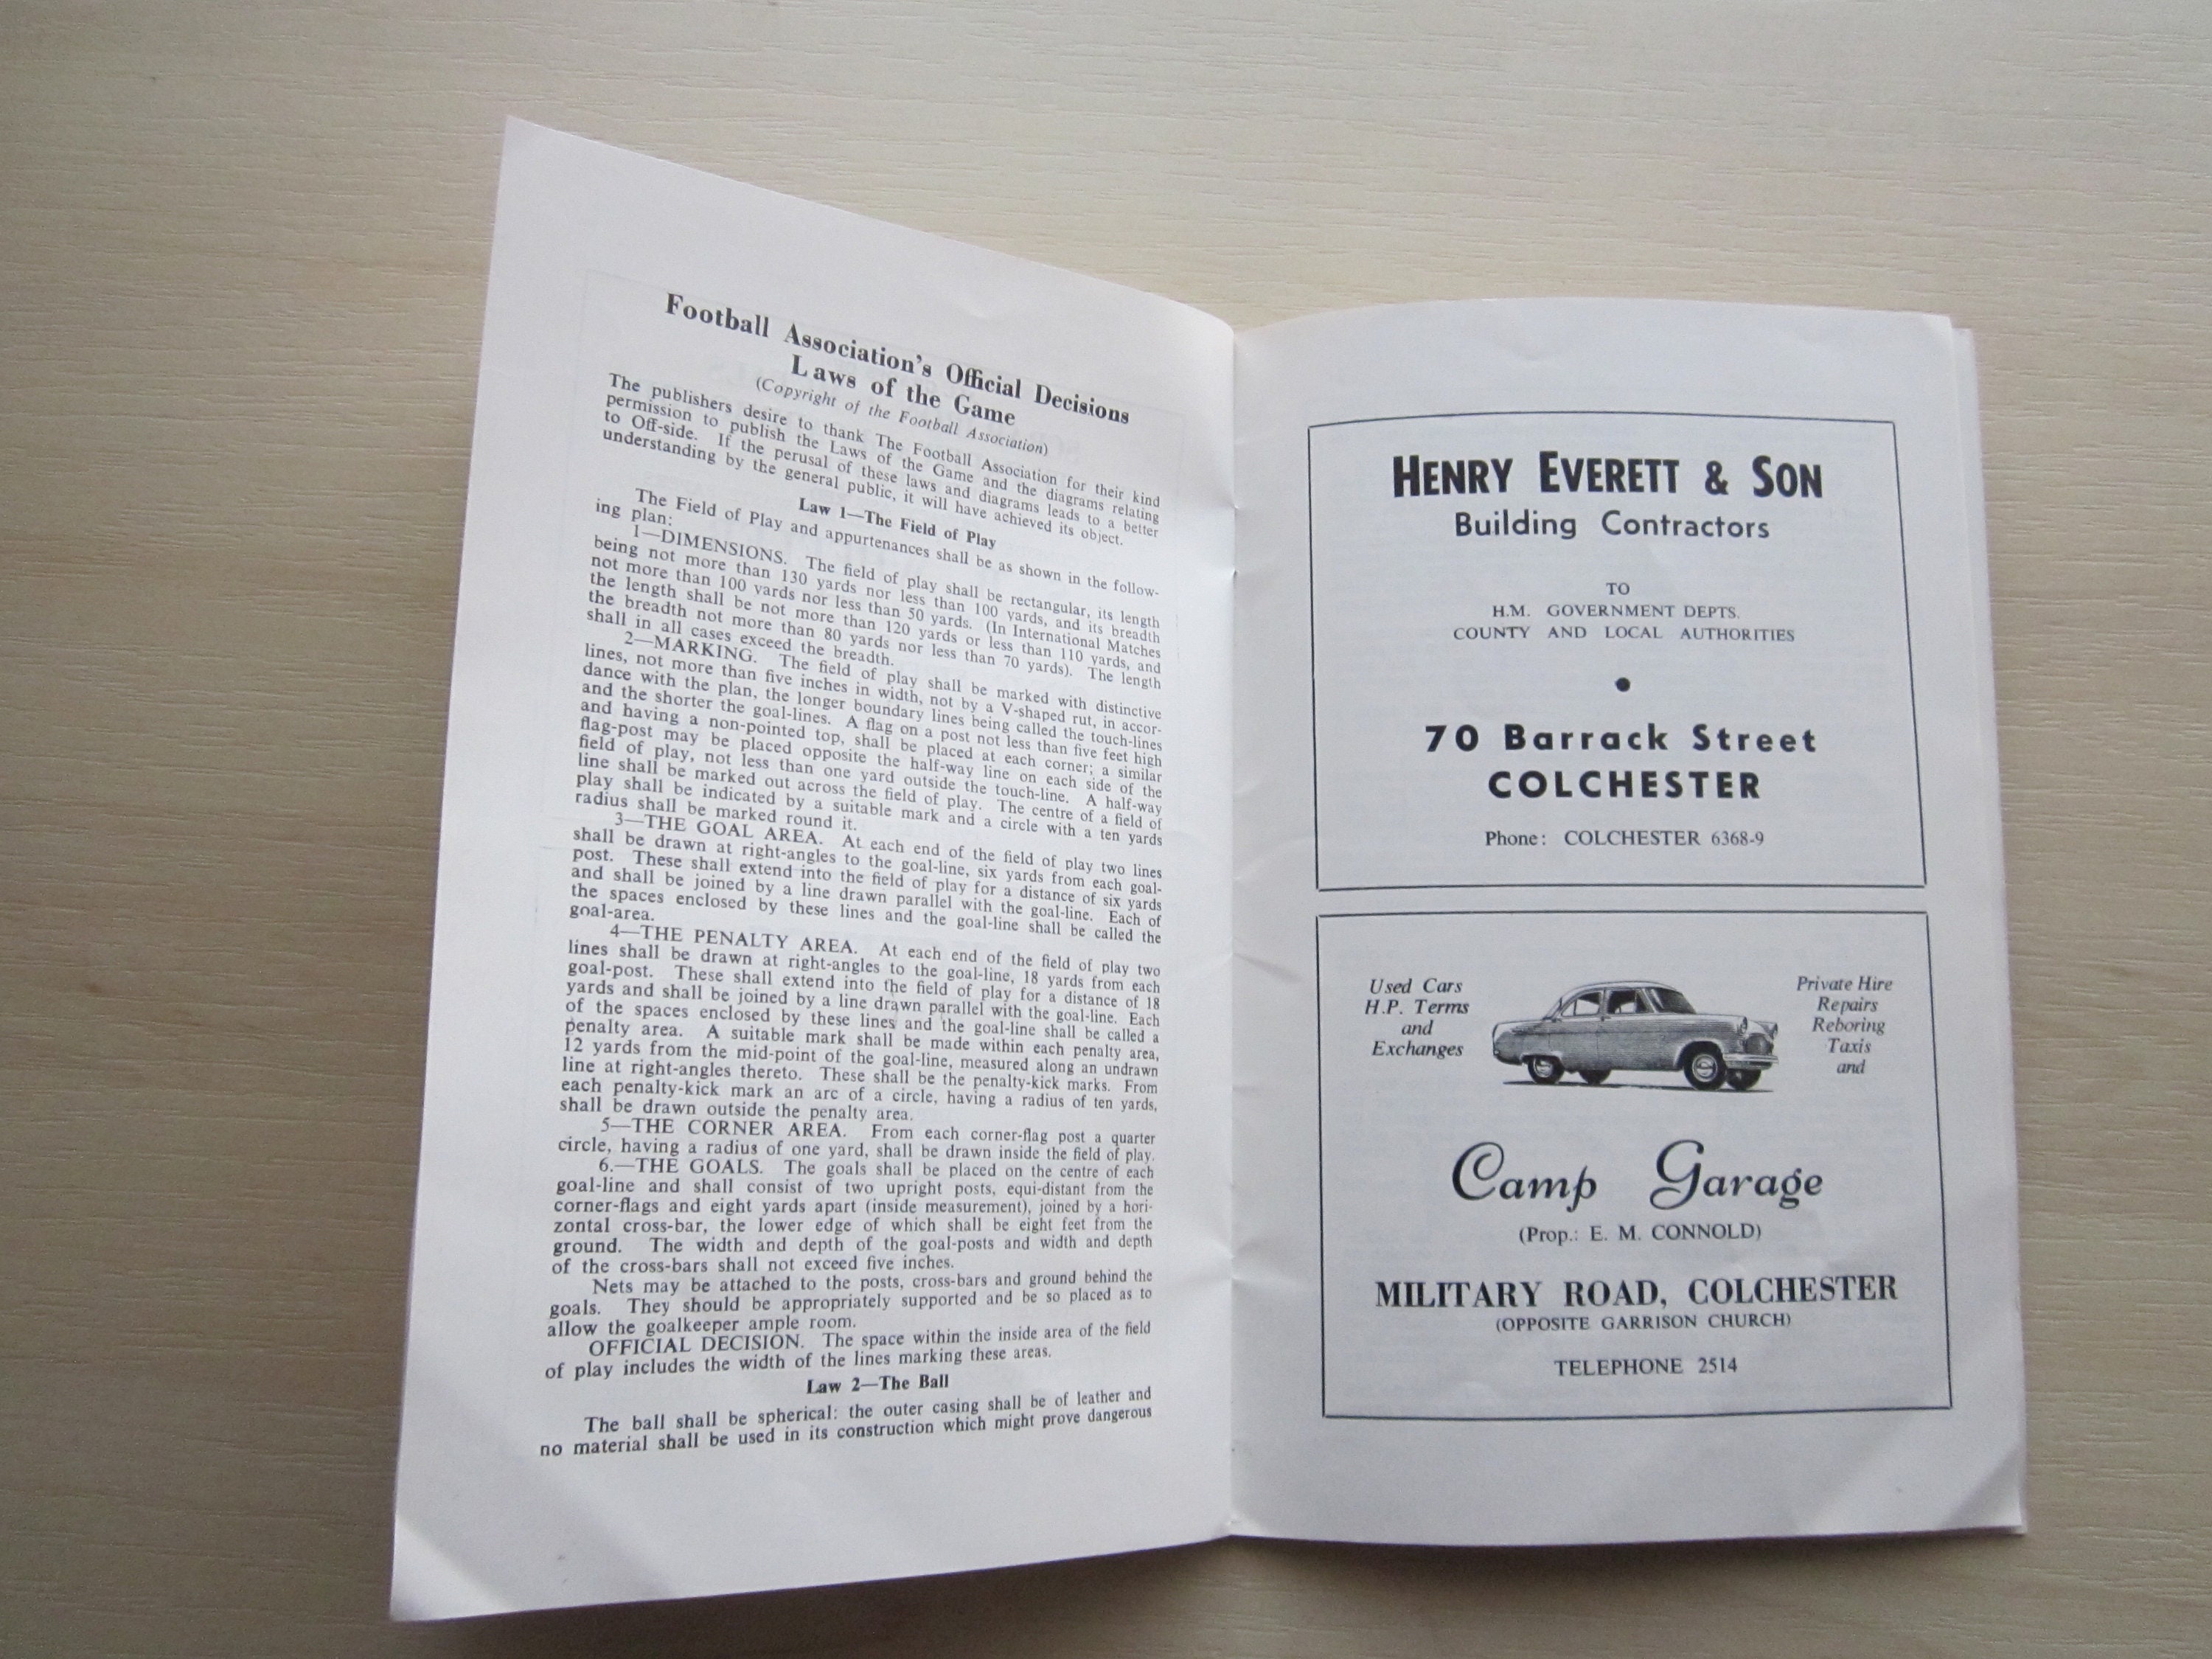 Football Association's Official Decisions
Laws of the Game
(Copyright of the Football Association)
The publishers desire to thank The Football Association for their kind
permission to publish the Laws of the Game and the diagrams relating
to Off-side. If the perusal of these laws and diagrams leads to a better
understanding by the general public, it will have achieved its object.
Law 1—The Field of Play
The Field of Play and appurtenances shall be as shown in the follow-
ing plan:
1—DIMENSIONS. The field of play shall be rectangular, its length
being not more than 130 yards nor less than 100 yards, and its breadth
not more than 100 yards nor less than 50 yards. (In International Matches
the length shall be not more than 120 yards or less than 110 yards, and
the breadth not more than 80 yards nor less than 70 yards). The length
shall in all cases exceed the breadth.
2—MARKING. The field of play shall be marked with distinctive
lines, not more than five inches in width, not by a V-shaped rut, in accor-
dance with the plan, the longer boundary lines being called the touch-lines
and the shorter the goal-lines. A flag on a post not less than five feet high
and having a non-pointed top, shall be placed at each corner; a similar
flag-post may be placed opposite the half-way line on each side of the
field of play, not less than one yard outside the touch-line. A half-way
line shall be marked out across the field of play. The centre of a field of
play shall be indicated by a suitable mark and a circle with a ten yards
radius shall be marked round it.
3—THE GOAL AREA. At each end of the field of play two lines
shall be drawn at right-angles to the goal-line, six yards from each goal-
post. These shall extend into the field of play for a distance of six yards
and shall be joined by a line drawn parallel with the goal-line. Each of
the spaces enclosed by these lines and the goal-line shall be called the
goal-area.
4—THE PENALTY AREA. At each end of the field of play two
lines shall be drawn at right-angles to the goal-line, 18 yards from each
goal-post. These shall extend into the field of play for a distance of 18
yards and shall be joined by a line drawn parallel with the goal-line. Each
of the spaces enclosed by these lines and the goal-line shall be called a
penalty area. A suitable mark shall be made within each penalty area,
12 yards from the mid-point of the goal-line, measured along an undrawn
line at right-angles thereto. These shall be the penalty-kick marks. From
each penalty-kick mark an arc of a circle, having a radius of ten yards,
shall be drawn outside the penalty area.
5—THE CORNER AREA. From each corner-flag post a quarter
circle, having a radius of one yard, shall be drawn inside the field of play.
6.—THE GOALS. The goals shall be placed on the centre of each
goal-line and shall consist of two upright posts, equi-distant from the
corner-flags and eight yards apart (inside measurement), joined by a hori-
zontal cross-bar, the lower edge of which shall be eight feet from the
ground. The width and depth of the goal-posts and width and depth
of the cross-bars shall not exceed five inches.
Nets may be attached to the posts, cross-bars and ground behind the
goals. They should be appropriately supported and be so placed as to
allow the goalkeeper ample room.
OFFICIAL DECISION. The space within the inside area of the field
of play includes the width of the lines marking these areas.
Law 2—The Ball
The ball shall be spherical: the outer casing shall be of leather and
no material shall be used in its construction which might prove dangerous
HENRY EVERETT & SON
Building Contractors
TO
H.M. GOVERNMENT DEPTS.
COUNTY AND LOCAL AUTHORITIES
70 Barrack Street
COLCHESTER
Phone: COLCHESTER 6368-9
Used Cars
H.P. Terms
and
Exchanges
Private Hire
Repairs
Reboring
Taxis
and
Camp Garage
(Prop.: E. M. CONNOLD)
MILITARY ROAD, COLCHESTER
(OPPOSITE GARRISON CHURCH)
TELEPHONE 2514